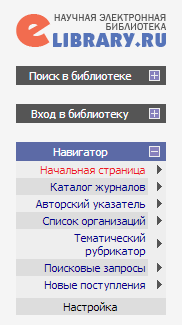 НАУЧНАЯ ЭЛЕКТРОННАЯ
БИБЛИОТЕКА
eLIBRARY.RU
Поиск в библиотеке
Вход в библиотеку
Навигатор
Начальная страница
Каталог журналов
Авторский указатель
Список организаций
Тематический
рубрикатор
Поисковые запросы
Новые поступления
Настройка